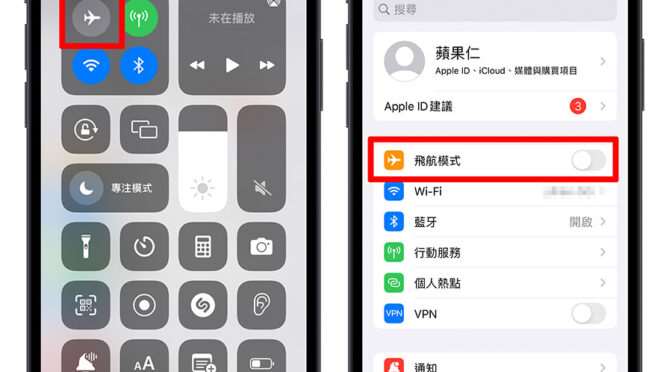 未在播放
專注模式
AA
搜尋
蘋果仁
Apple ID、iCloud、媒體與購買項目
Apple ID 建議
3
飛航模式
Wi-Fi
藍牙
開啟
行動服務
個人熱點
VPN
VPN
通知